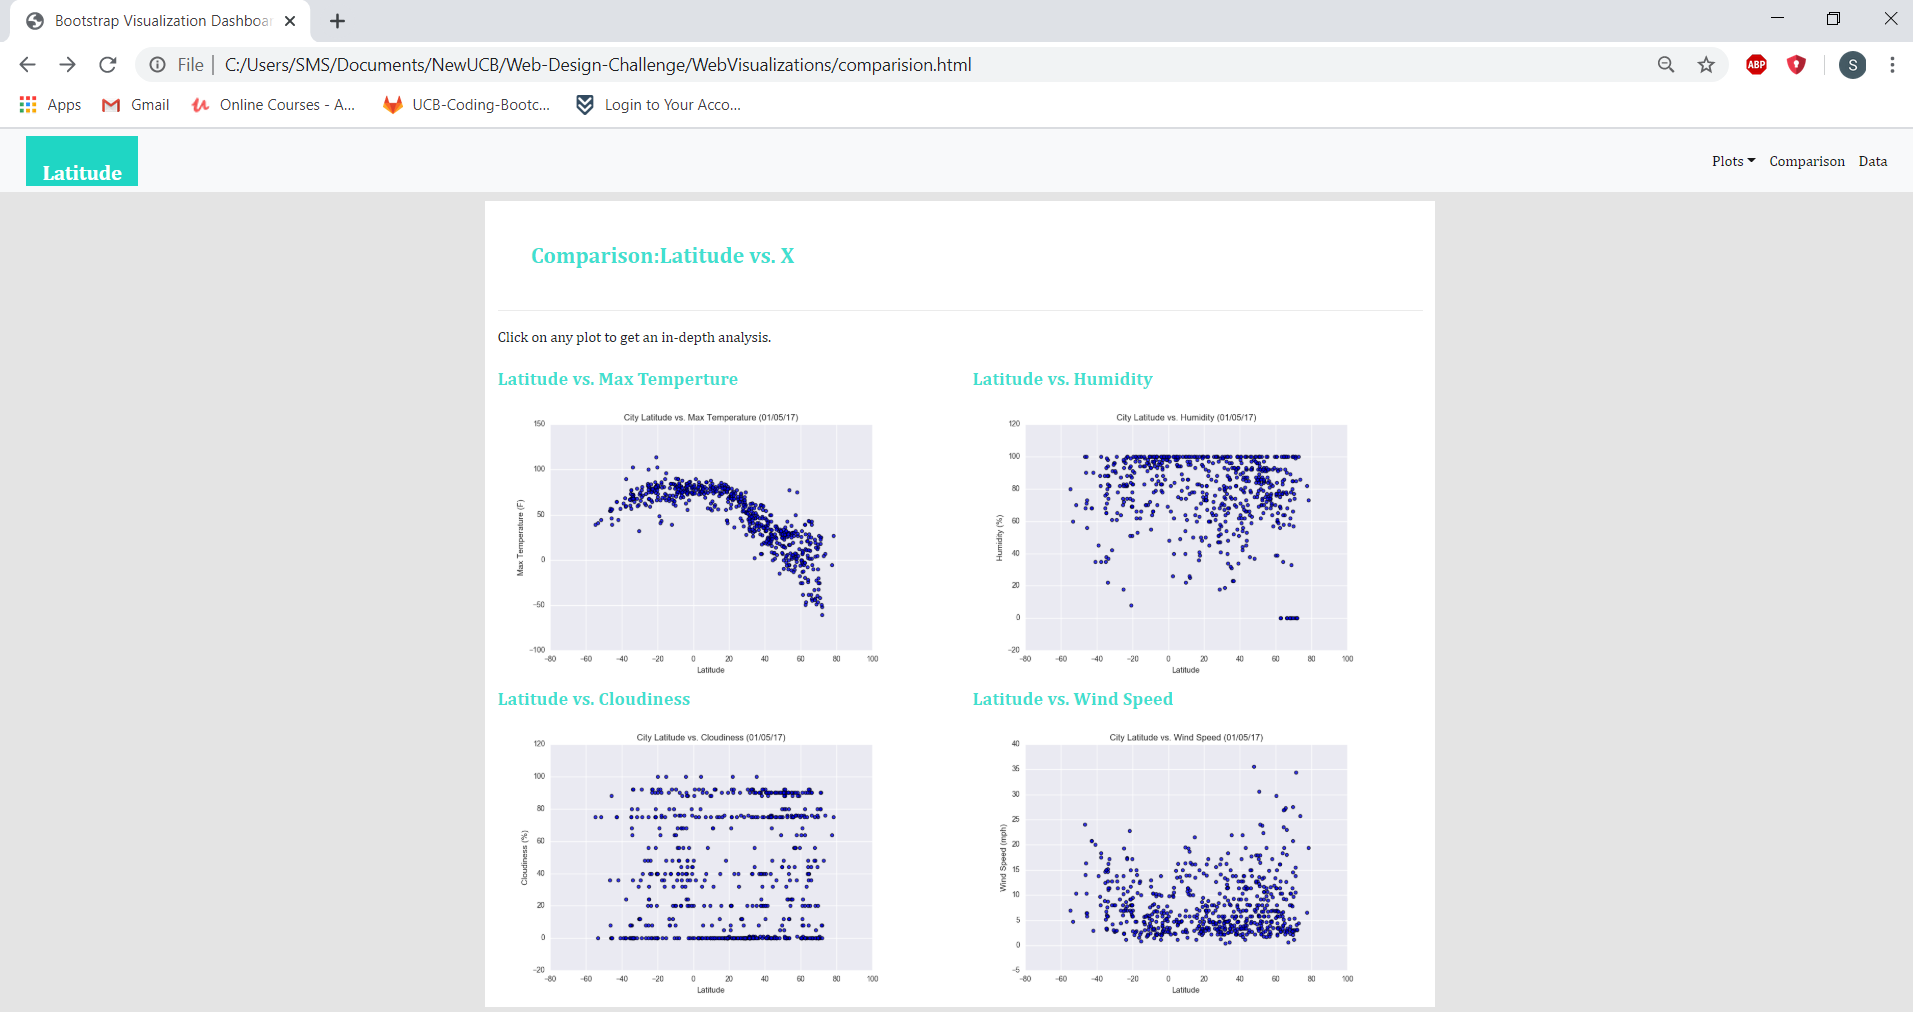 Bootstrap Visualization Dashboar
File
C:/Users/SMS/Documents/NewUCB/Web-Design-Challenge/WebVisualizations/comparision.html
ABP
S
Apps
Gmail
Online Courses - A...
UCB-Coding-Bootc...
Login to Your Acco...
Latitude
Plots
Comparison
Data
Comparison:Latitude vs. X
Click on any plot to get an in-depth analysis.
Latitude vs. Max Temperture
City Latitude vs. Max Temperature (01/05/17)
Max Temperature (F)
150
100
50
0
−50
−100
−80 −60 −40 −20 0 20 40 60 80 100
Latitude
Latitude vs. Humidity
City Latitude vs. Humidity (01/05/17)
Humidity (%)
120
100
80
60
40
20
0
−20
−80 −60 −40 −20 0 20 40 60 80 100
Latitude
Latitude vs. Cloudiness
City Latitude vs. Cloudiness (01/05/17)
Cloudiness (%)
120
100
80
60
40
20
0
−20
−80 −60 −40 −20 0 20 40 60 80 100
Latitude
Latitude vs. Wind Speed
City Latitude vs. Wind Speed (01/05/17)
Wind Speed (mph)
40
35
30
25
20
15
10
5
0
−5
−80 −60 −40 −20 0 20 40 60 80 100
Latitude